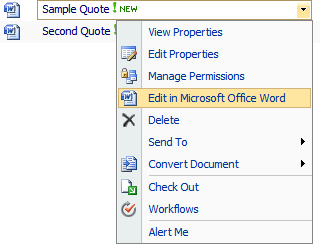 Sample Quote ! NEW
Second Quote !
View Properties
Edit Properties
Manage Permissions
Edit in Microsoft Office Word
Delete
Send To
Convert Document
Check Out
Workflows
Alert Me